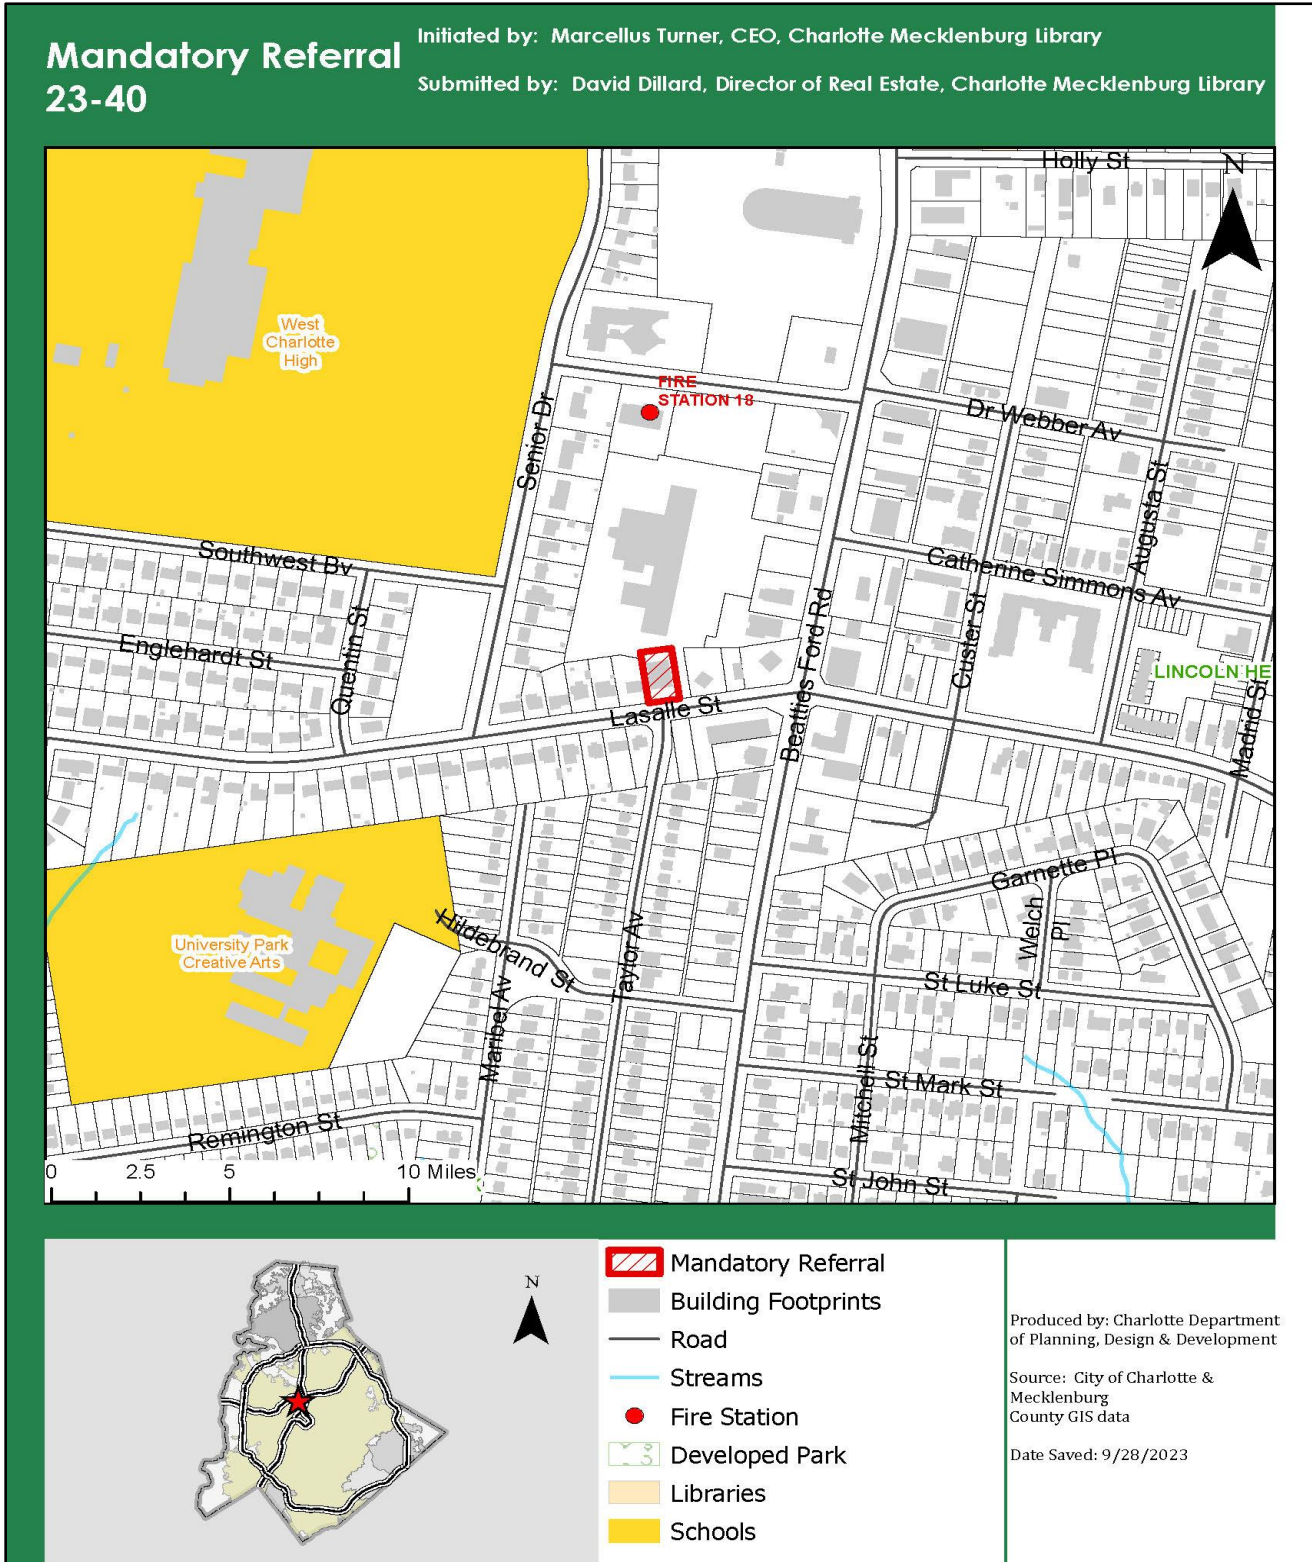 Mandatory Referral
23-40
Initiated by: Marcellus Turner, CEO, Charlotte Mecklenburg Library
Submitted by: David Dillard, Director of Real Estate, Charlotte Mecklenburg Library
Holly St
N
West
Charlotte
High
FIRE
STATION 18
Senior Dr
Dr Webber Av
Augusta St
Southwest Bv
Catherine Simmons Av
Quentin St
Englehardt St
Beatties Ford Rd
Custer St
LINCOLN HE
Lasalle St
Madrid St
Garnette Pl
Welch
Pl
University Park
Creative Arts
Hildebrand St
Taylor Av
Maribel Av
St Luke St
Mitchell St
St Mark St
Remington St
St John St
0 2.5 5 10 Miles
N
Mandatory Referral
Building Footprints
Road
Streams
Fire Station
Developed Park
Libraries
Schools
Produced by: Charlotte Department
of Planning, Design & Development
Source: City of Charlotte &
Mecklenburg
County GIS data
Date Saved: 9/28/2023